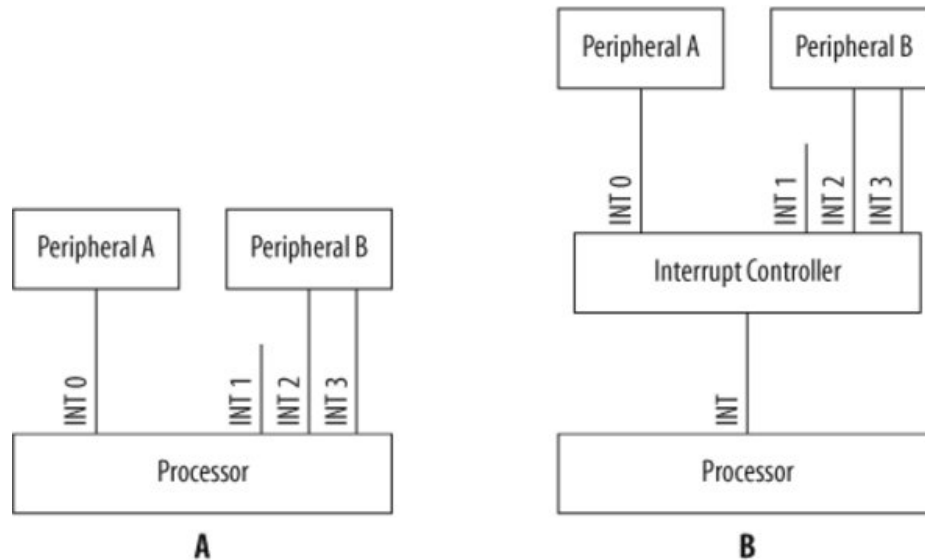 Peripheral A
Peripheral B
INT 0
INT 1
INT 2
INT 3
Processor
A
Peripheral A
Peripheral B
INT 0
INT 1
INT 2
INT 3
Interrupt Controller
INT
Processor
B